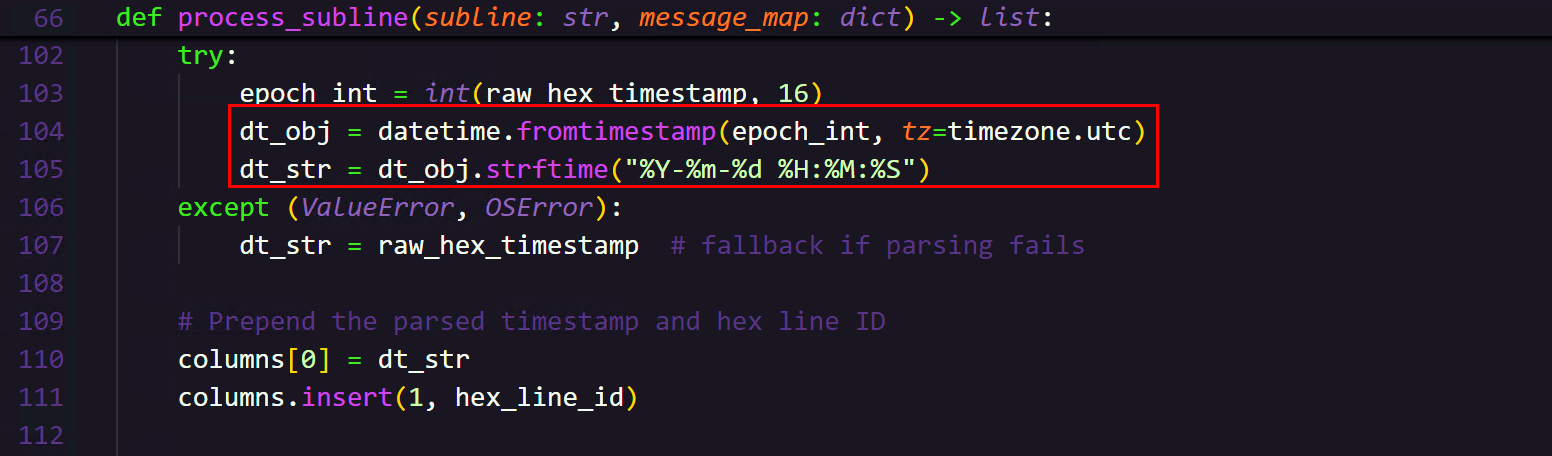 66 def process_subline(subline: str, message_map: dict) -> list:
102 try:
103 epoch_int = int(raw_hex_timestamp, 16)
104 dt_obj = datetime.fromtimestamp(epoch_int, tz=timezone.utc)
105 dt_str = dt_obj.strftime("%Y-%m-%d %H:%M:%S")
106 except (ValueError, OSError):
107 dt_str = raw_hex_timestamp  # fallback if parsing fails
108
109 # Prepend the parsed timestamp and hex line ID
110 columns[0] = dt_str
111 columns.insert(1, hex_line_id)
112